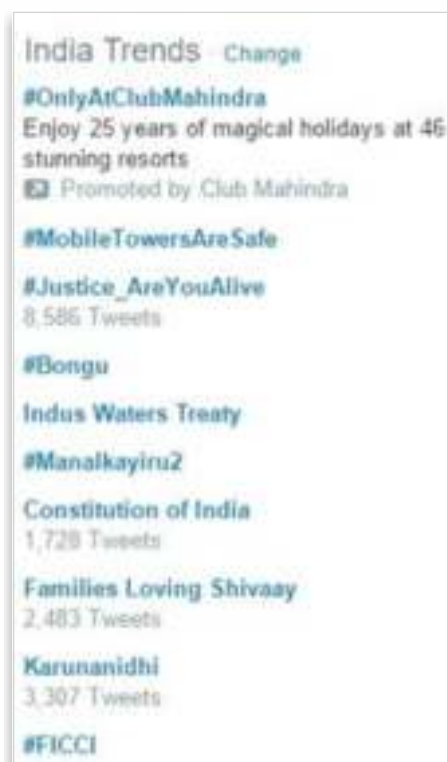 India Trends · Change
#OnlyAtClubMahindra
Enjoy 25 years of magical holidays at 46
stunning resorts
Promoted by Club Mahindra
#MobileTowersAreSafe
#Justice_AreYouAlive
8,586 Tweets
#Bongu
Indus Waters Treaty
#Manalkayiru2
Constitution of India
1,728 Tweets
Families Loving Shivaay
2,483 Tweets
Karunanidhi
3,307 Tweets
#FICCI